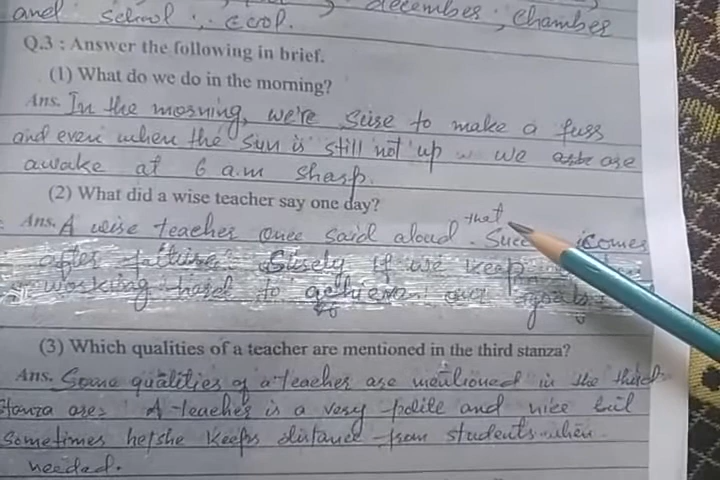 and school ∴ cool. december ; chamber
Q.3 : Answer the following in brief.
(1) What do we do in the morning?
Ans. In the morning, we're sure to make a fuss
and even when the sun is still not up we are
awake at 6 a.m sharp.
(2) What did a wise teacher say one day?
that
Ans. A wise teacher once said aloud. comes
after failure. Surely if we keep
working hard to achieve our goals
(3) Which qualities of a teacher are mentioned in the third stanza?
Ans. Some qualities of a teacher are mentioned in the third
stanza are: A teacher is a very polite and nice but
sometimes he/she keeps distance from students when
needed.